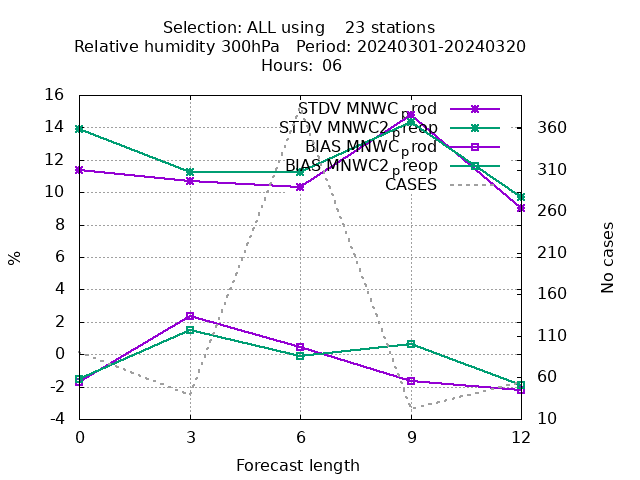 Selection: ALL using    23 stations
Relative humidity 300hPa   Period: 20240301-20240320
Hours: 06
STDV MNWC_prod
STDV MNWC2_preop
BIAS MNWC_prod
BIAS MNWC2_preop
CASES
16
14
12
10
8
6
4
2
0
-2
-4
%
360
310
260
210
160
110
60
10
No cases
0 3 6 9 12
Forecast length